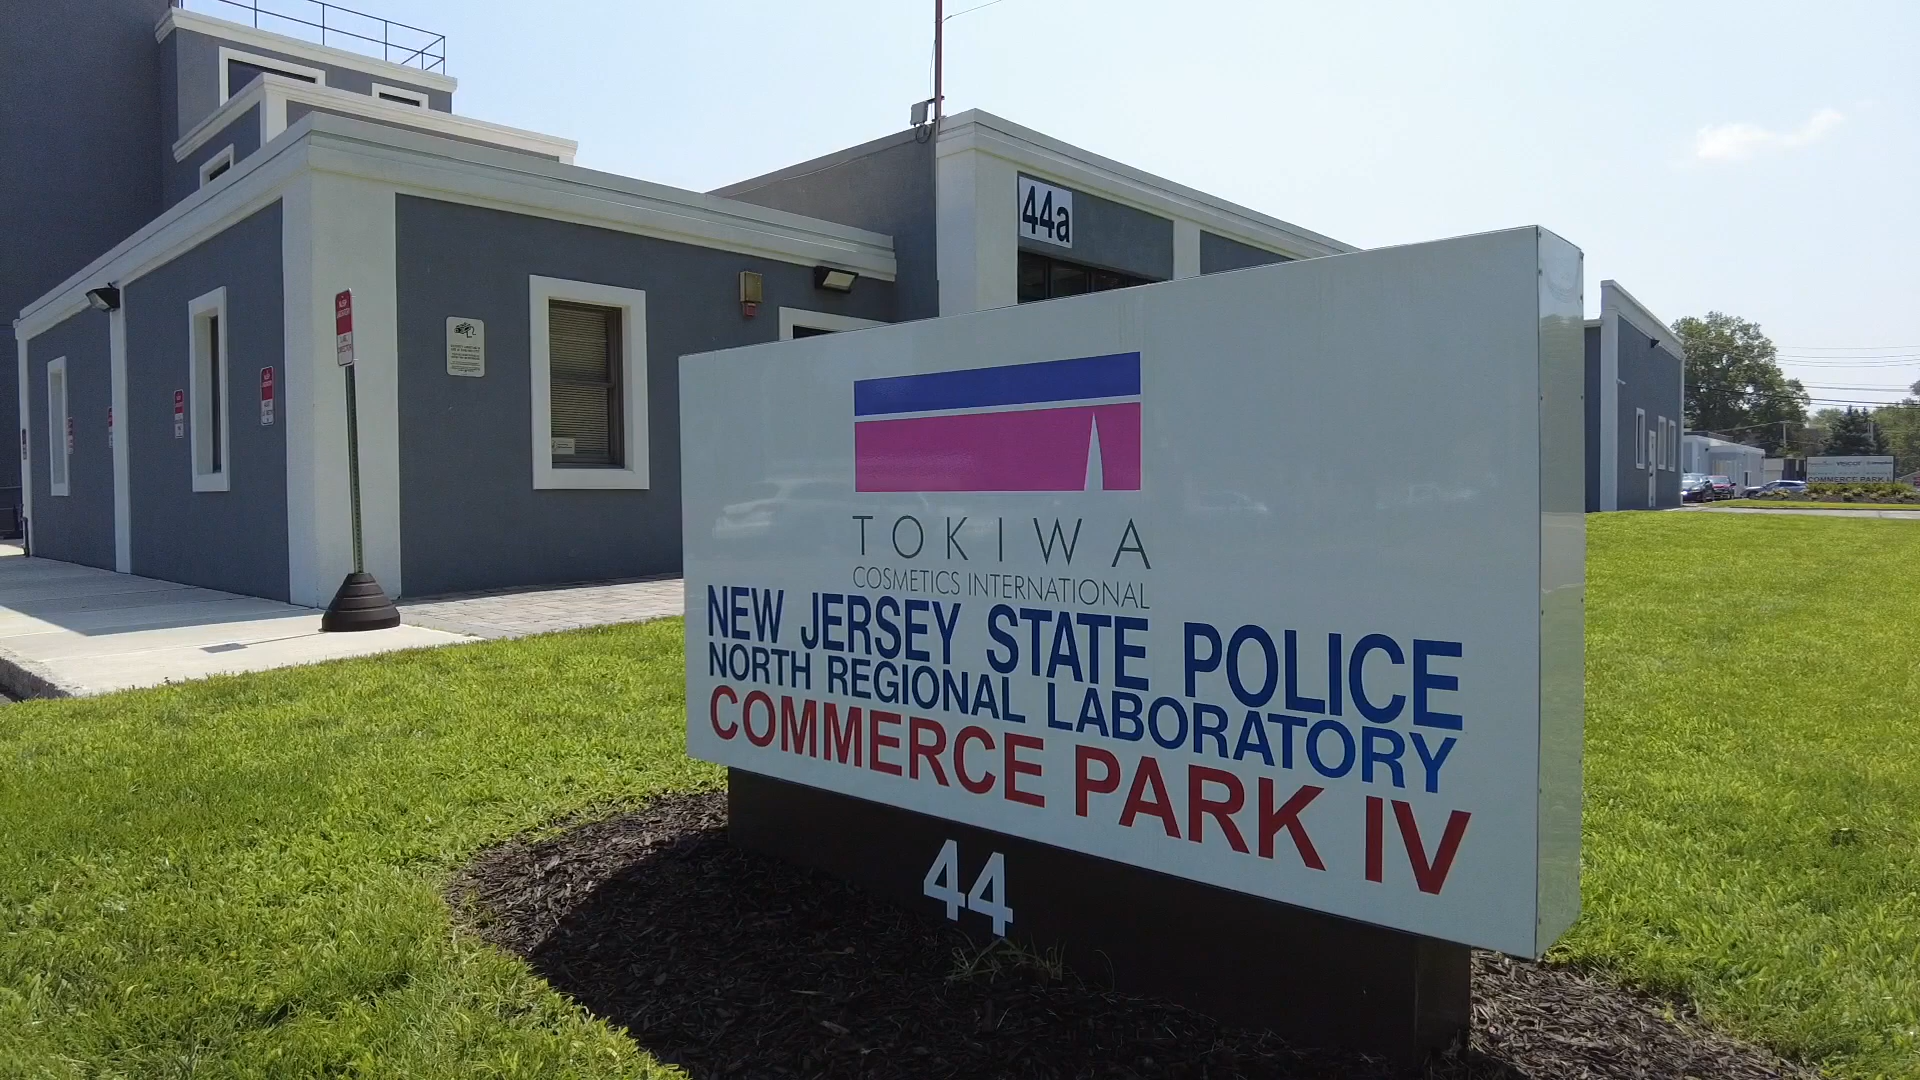 44a
TOKIWA
COSMETICS INTERNATIONAL
NEW JERSEY STATE POLICE
NORTH REGIONAL LABORATORY
COMMERCE PARK IV
44
COMMERCE PARK